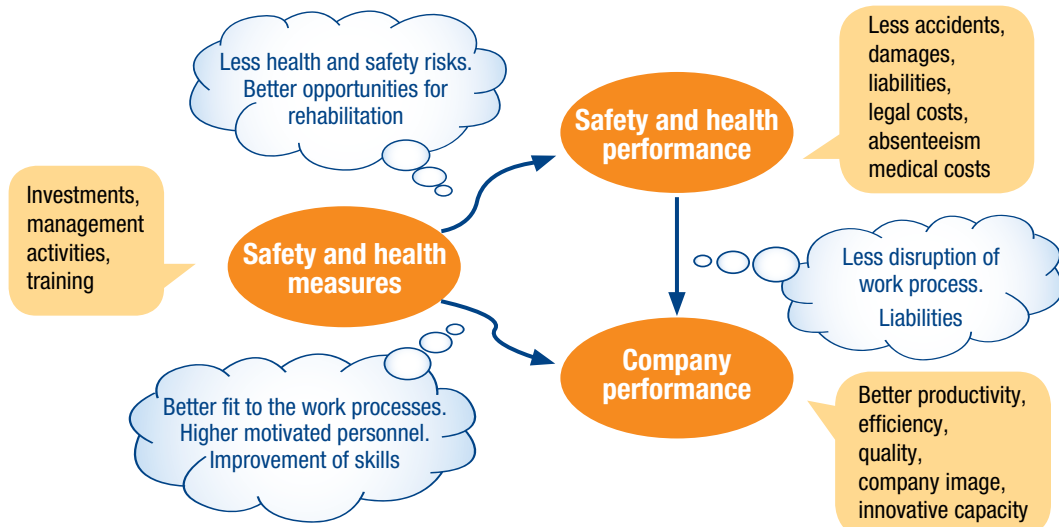 Less health and safety risks.
Better opportunities for
rehabilitation
Safety and health
performance
Less accidents,
damages,
liabilities,
legal costs,
absenteeism
medical costs
Investments,
management
activities,
training
Safety and health
measures
Less disruption of
work process.
Liabilities
Better fit to the work processes.
Higher motivated personnel.
Improvement of skills
Company
performance
Better productivity,
efficiency,
quality,
company image,
innovative capacity